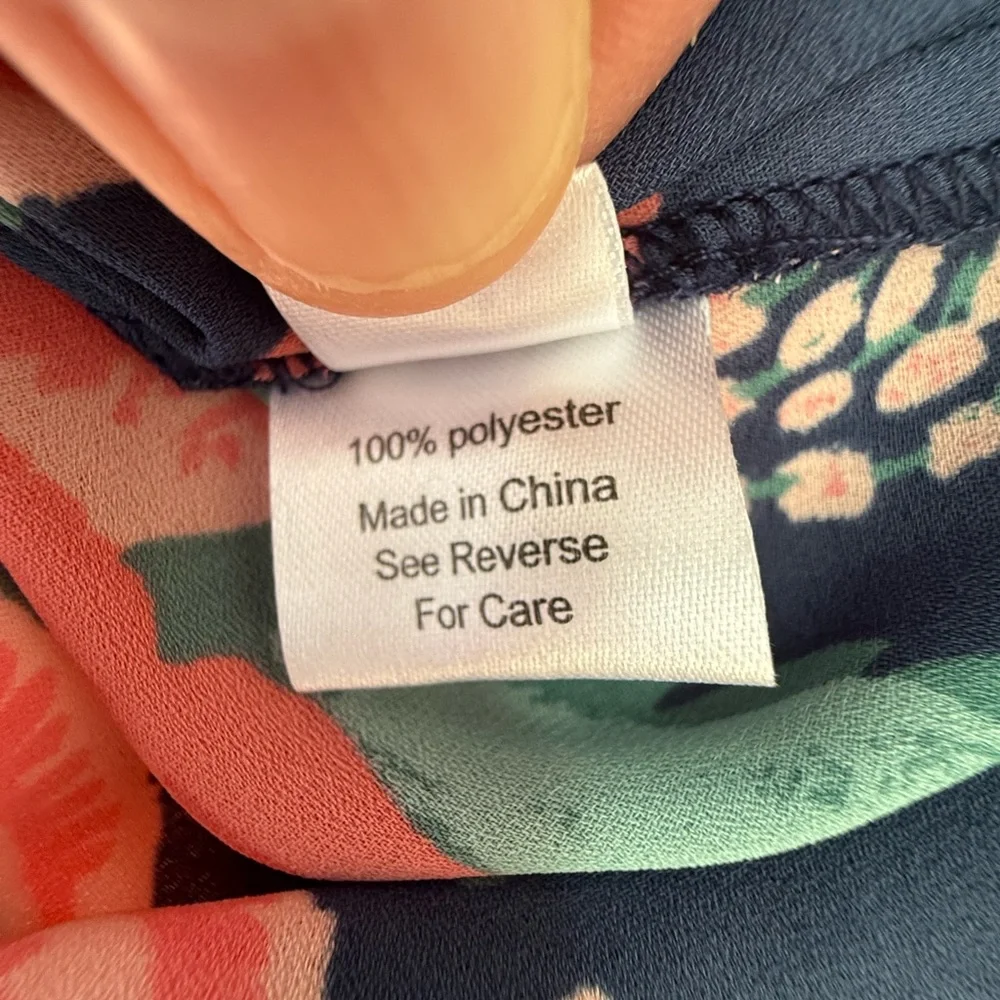 100% polyester
Made in China
See Reverse
For Care